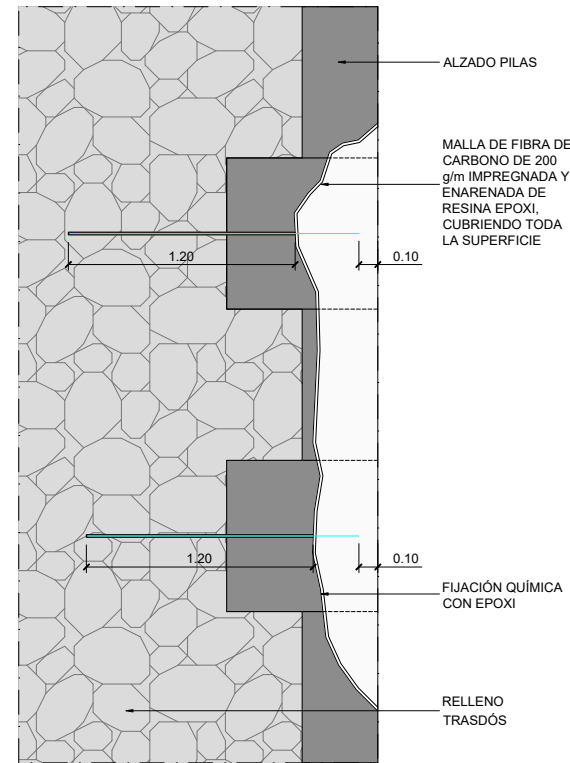 ALZADO PILAS
MALLA DE FIBRA DE
CARBONO DE 200
g/m IMPREGNADA Y
ENARENADA DE
RESINA EPOXI,
CUBRIENDO TODA
LA SUPERFICIE
1.20
0.10
1.20
0.10
FIJACIÓN QUÍMICA
CON EPOXI
RELLENO
TRASDÓS